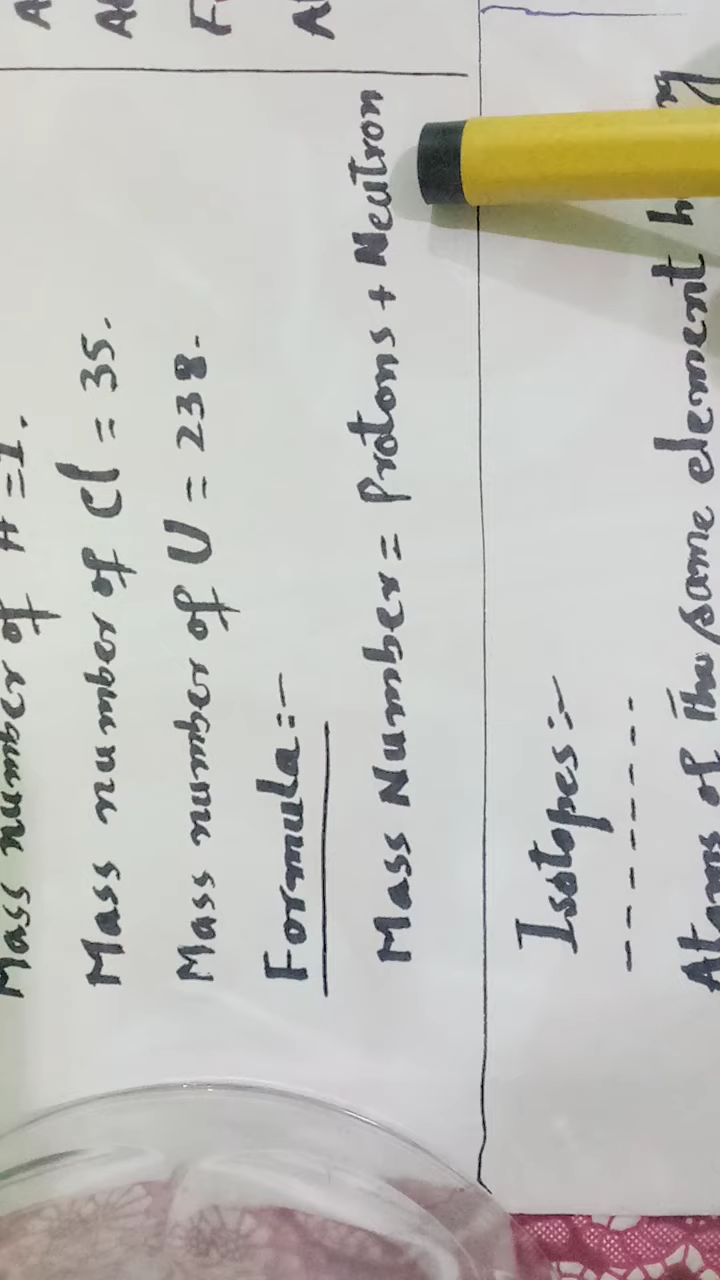 Mass number of H = 1.
Mass number of Cl = 35.
Mass number of U = 238.
Formula:-
Mass Number = Protons + Neutron
Isotopes:-
Atoms of the same element